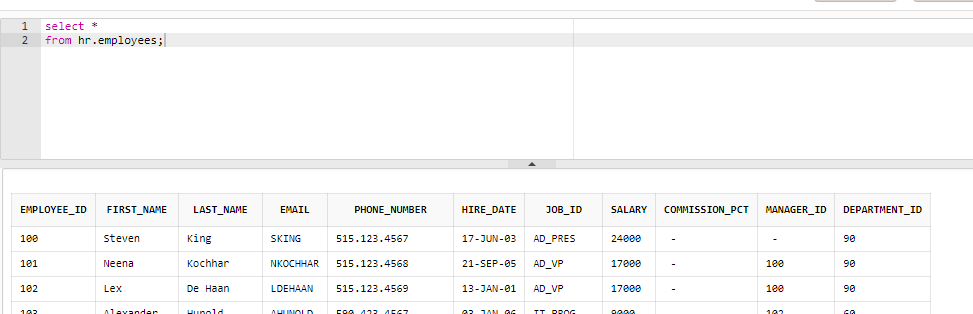 1 select *
2 from hr.employees;
EMPLOYEE_ID FIRST_NAME LAST_NAME EMAIL PHONE_NUMBER HIRE_DATE JOB_ID SALARY COMMISSION_PCT MANAGER_ID DEPARTMENT_ID
100 Steven King SKING 515.123.4567 17-JUN-03 AD_PRES 24000 - - 90
101 Neena Kochhar NKOCHHAR 515.123.4568 21-SEP-05 AD_VP 17000 - 100 90
102 Lex De Haan LDEHAAN 515.123.4569 13-JAN-01 AD_VP 17000 - 100 90
103 Alexander Hunold AHUNOLD 590.423.4567 03-JAN-06 IT_PROG 9000 102 60